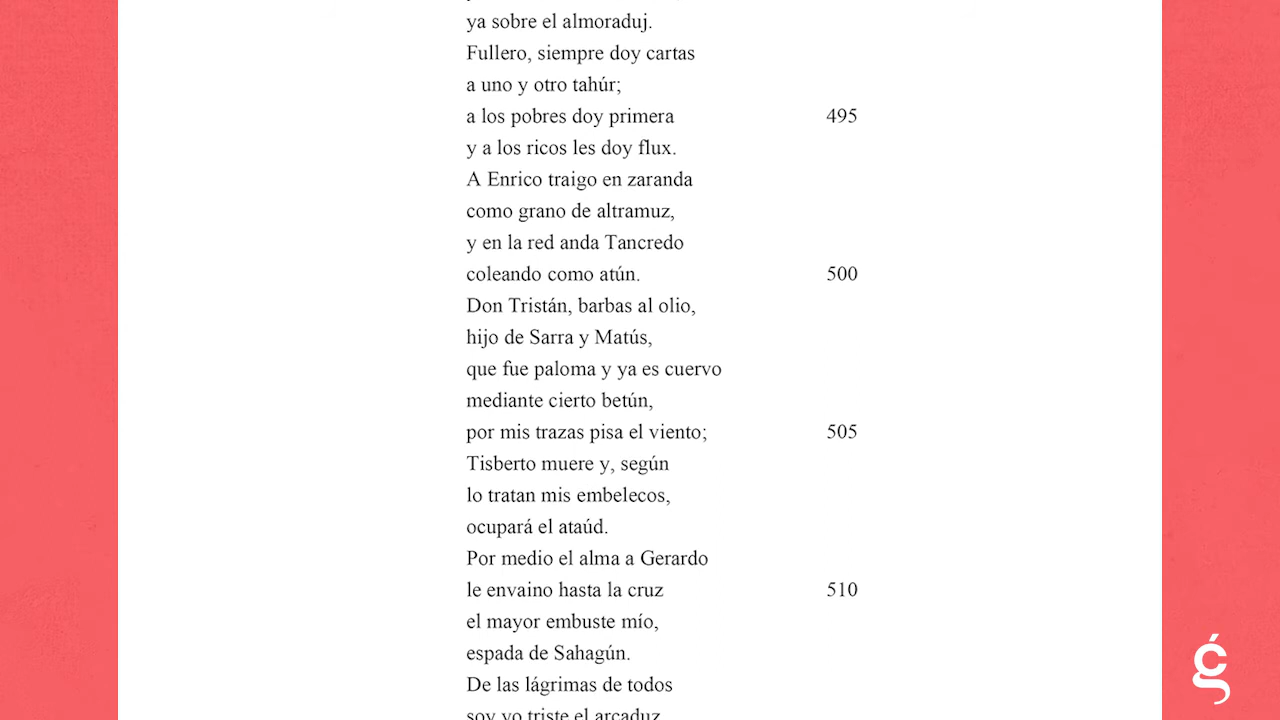 ya sobre el almoraduj.
Fullero, siempre doy cartas
a uno y otro tahúr;
a los pobres doy primera 495
y a los ricos les doy flux.
A Enrico traigo en zaranda
como grano de altramuz,
y en la red anda Tancredo
coleando como atún. 500
Don Tristán, barbas al olio,
hijo de Sarra y Matús,
que fue paloma y ya es cuervo
mediante cierto betún,
por mis trazas pisa el viento; 505
Tisberto muere y, según
lo tratan mis embelecos,
ocupará el ataúd.
Por medio el alma a Gerardo
le envaino hasta la cruz 510
el mayor embuste mío,
espada de Sahagún.
De las lágrimas de todos
soy yo triste el arcaduz